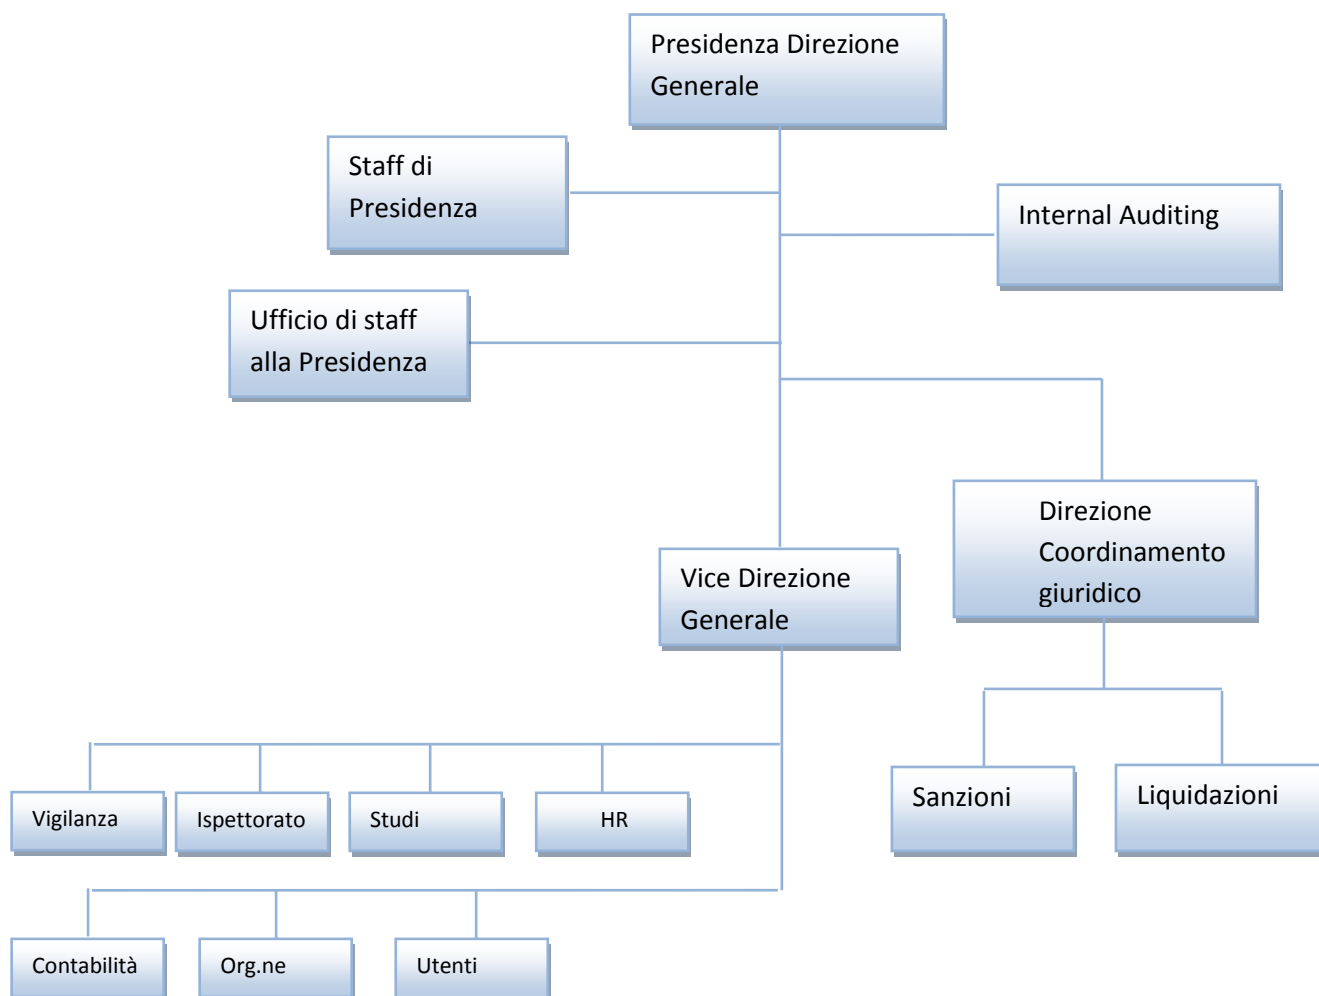 Presidenza Direzione
Generale
Staff di
Presidenza
Internal Auditing
Ufficio di staff
alla Presidenza
Direzione
Coordinamento
giuridico
Vice Direzione
Generale
Sanzioni
Liquidazioni
Vigilanza
Ispettorato
Studi
HR
Contabilità
Org.ne
Utenti